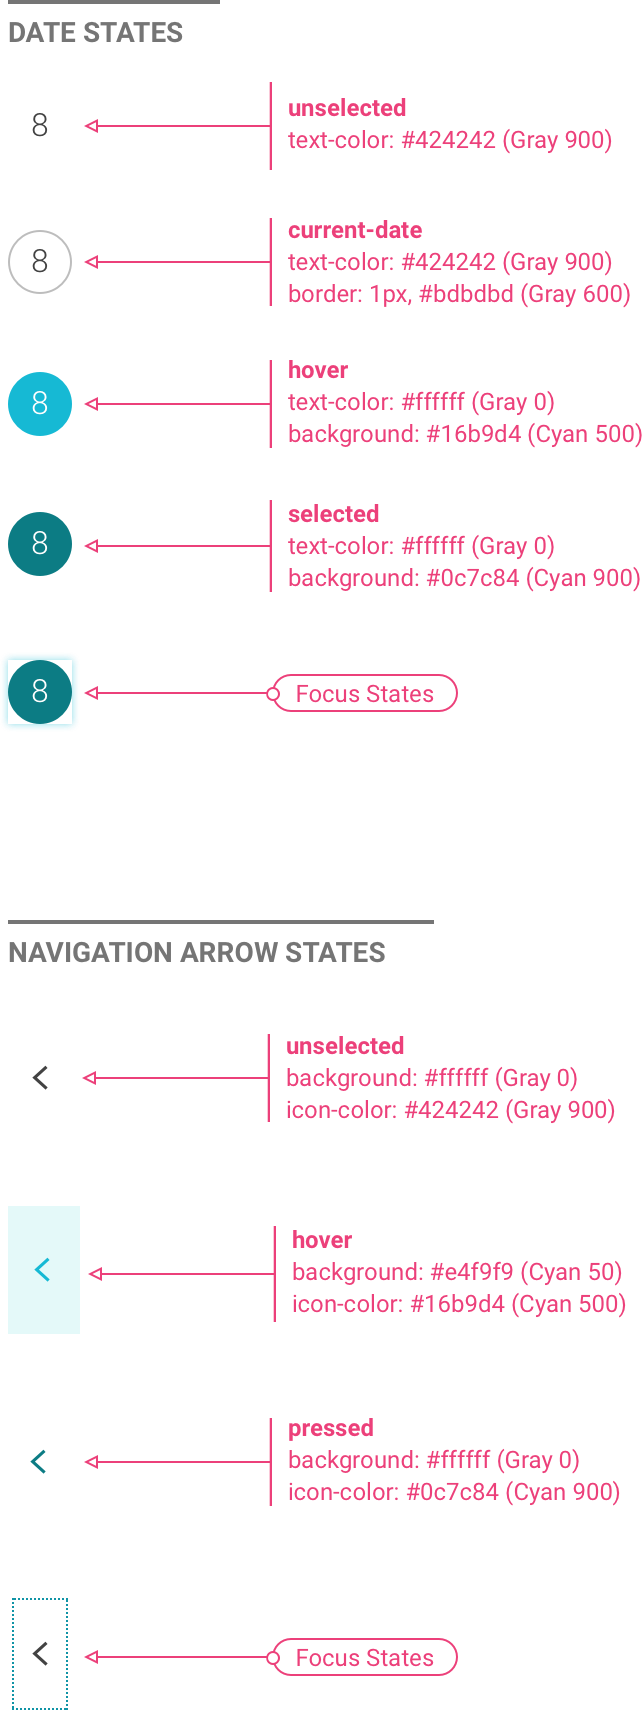 DATE STATES
8
unselected
text-color: #424242 (Gray 900)
8
current-date
text-color: #424242 (Gray 900)
border: 1px, #bdbdbd (Gray 600)
8
hover
text-color: #ffffff (Gray 0)
background: #16b9d4 (Cyan 500)
8
selected
text-color: #ffffff (Gray 0)
background: #0c7c84 (Cyan 900)
8
Focus States
NAVIGATION ARROW STATES
unselected
background: #ffffff (Gray 0)
icon-color: #424242 (Gray 900)
hover
background: #e4f9f9 (Cyan 50)
icon-color: #16b9d4 (Cyan 500)
pressed
background: #ffffff (Gray 0)
icon-color: #0c7c84 (Cyan 900)
Focus States